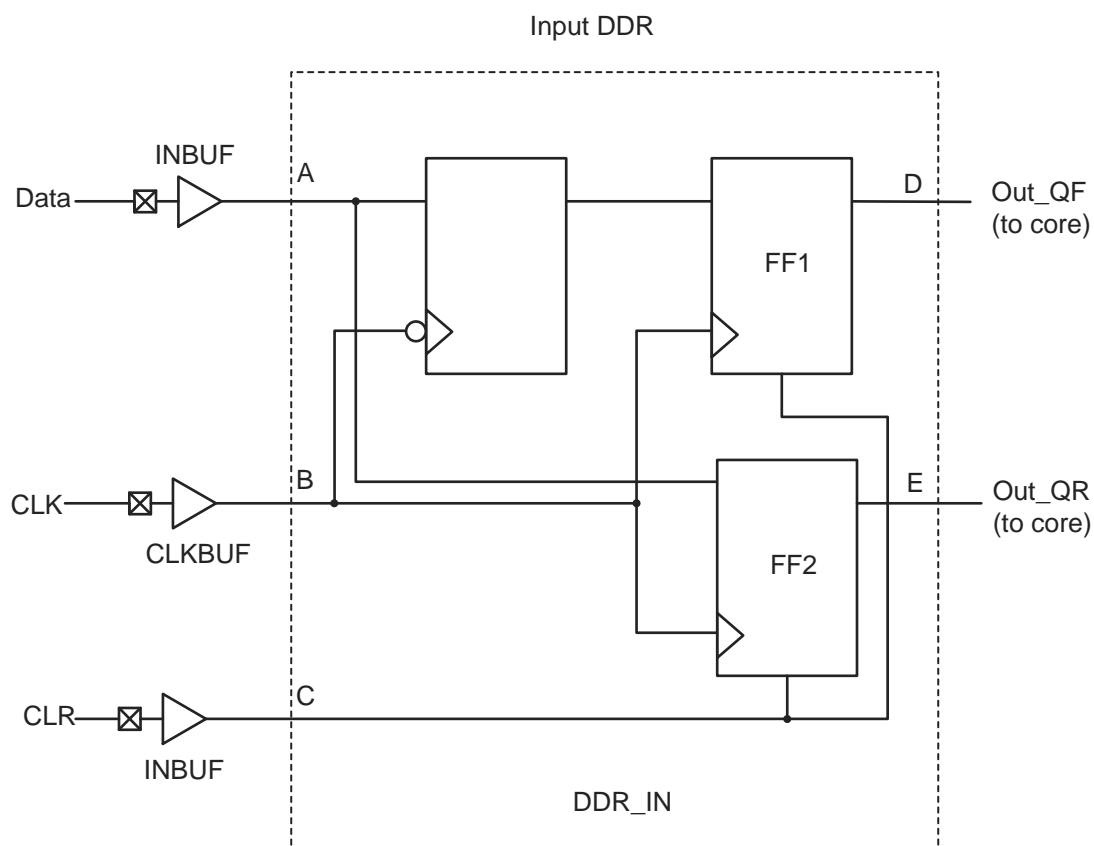 Input DDR
INBUF
A
D
Data
Out_QF
(to core)
FF1
B
E
CLK
Out_QR
(to core)
CLKBUF
FF2
C
CLR
INBUF
DDR_IN